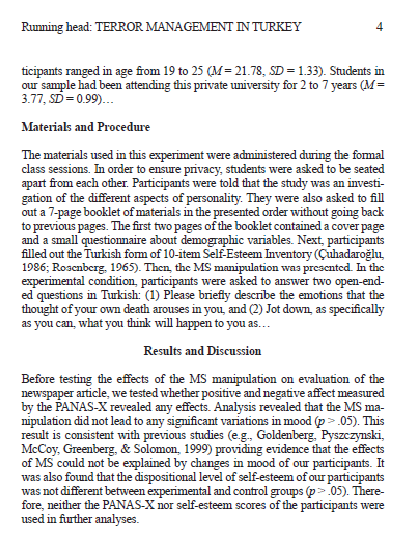 Running head: TERROR MANAGEMENT IN TURKEY 4
ticipants ranged in age from 19 to 25 (M = 21.78, SD = 1.33). Students in
our sample had been attending this private university for 2 to 7 years (M =
3.77, SD = 0.99)…
Materials and Procedure
The materials used in this experiment were administered during the formal
class sessions. In order to ensure privacy, students were asked to be seated
apart from each other. Participants were told that the study was an investi-
gation of the different aspects of personality. They were also asked to fill
out a 7-page booklet of materials in the presented order without going back
to previous pages. The first two pages of the booklet contained a cover page
and a small questionnaire about demographic variables. Next, participants
filled out the Turkish form of 10-item Self-Esteem Inventory (Çuhadaroğlu,
1986; Rosenberg, 1965). Then, the MS manipulation was presented. In the
experimental condition, participants were asked to answer two open-end-
ed questions in Turkish: (1) Please briefly describe the emotions that the
thought of your own death arouses in you, and (2) Jot down, as specifically
as you can, what you think will happen to you as…
Results and Discussion
Before testing the effects of the MS manipulation on evaluation of the
newspaper article, we tested whether positive and negative affect measured
by the PANAS-X revealed any effects. Analysis revealed that the MS ma-
nipulation did not lead to any significant variations in mood (p > .05). This
result is consistent with previous studies (e.g., Goldenberg, Pyszczynski,
McCoy, Greenberg, & Solomon, 1999) providing evidence that the effects
of MS could not be explained by changes in mood of our participants. It
was also found that the dispositional level of self-esteem of our participants
was not different between experimental and control groups (p > .05). There-
fore, neither the PANAS-X nor self-esteem scores of the participants were
used in further analyses.